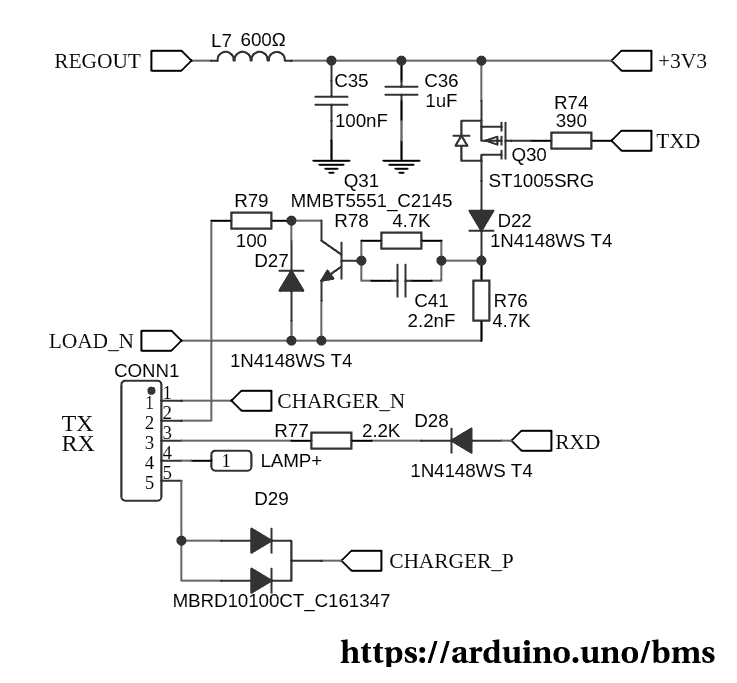 L7 600Ω
REGOUT
+3V3
C35
100nF
C36
1uF
R74
390
TXD
Q30
ST1005SRG
Q31
MMBT5551_C2145
R79
100
R78
4.7K
D22
1N4148WS T4
D27
C41
2.2nF
R76
4.7K
LOAD_N
1N4148WS T4
CONN1
1 1
CHARGER_N
TX
2 2
RX
3 3
R77
2.2K
D28
RXD
1N4148WS T4
4 4
1
LAMP+
5 5
D29
CHARGER_P
MBRD10100CT_C161347
https://arduino.uno/bms